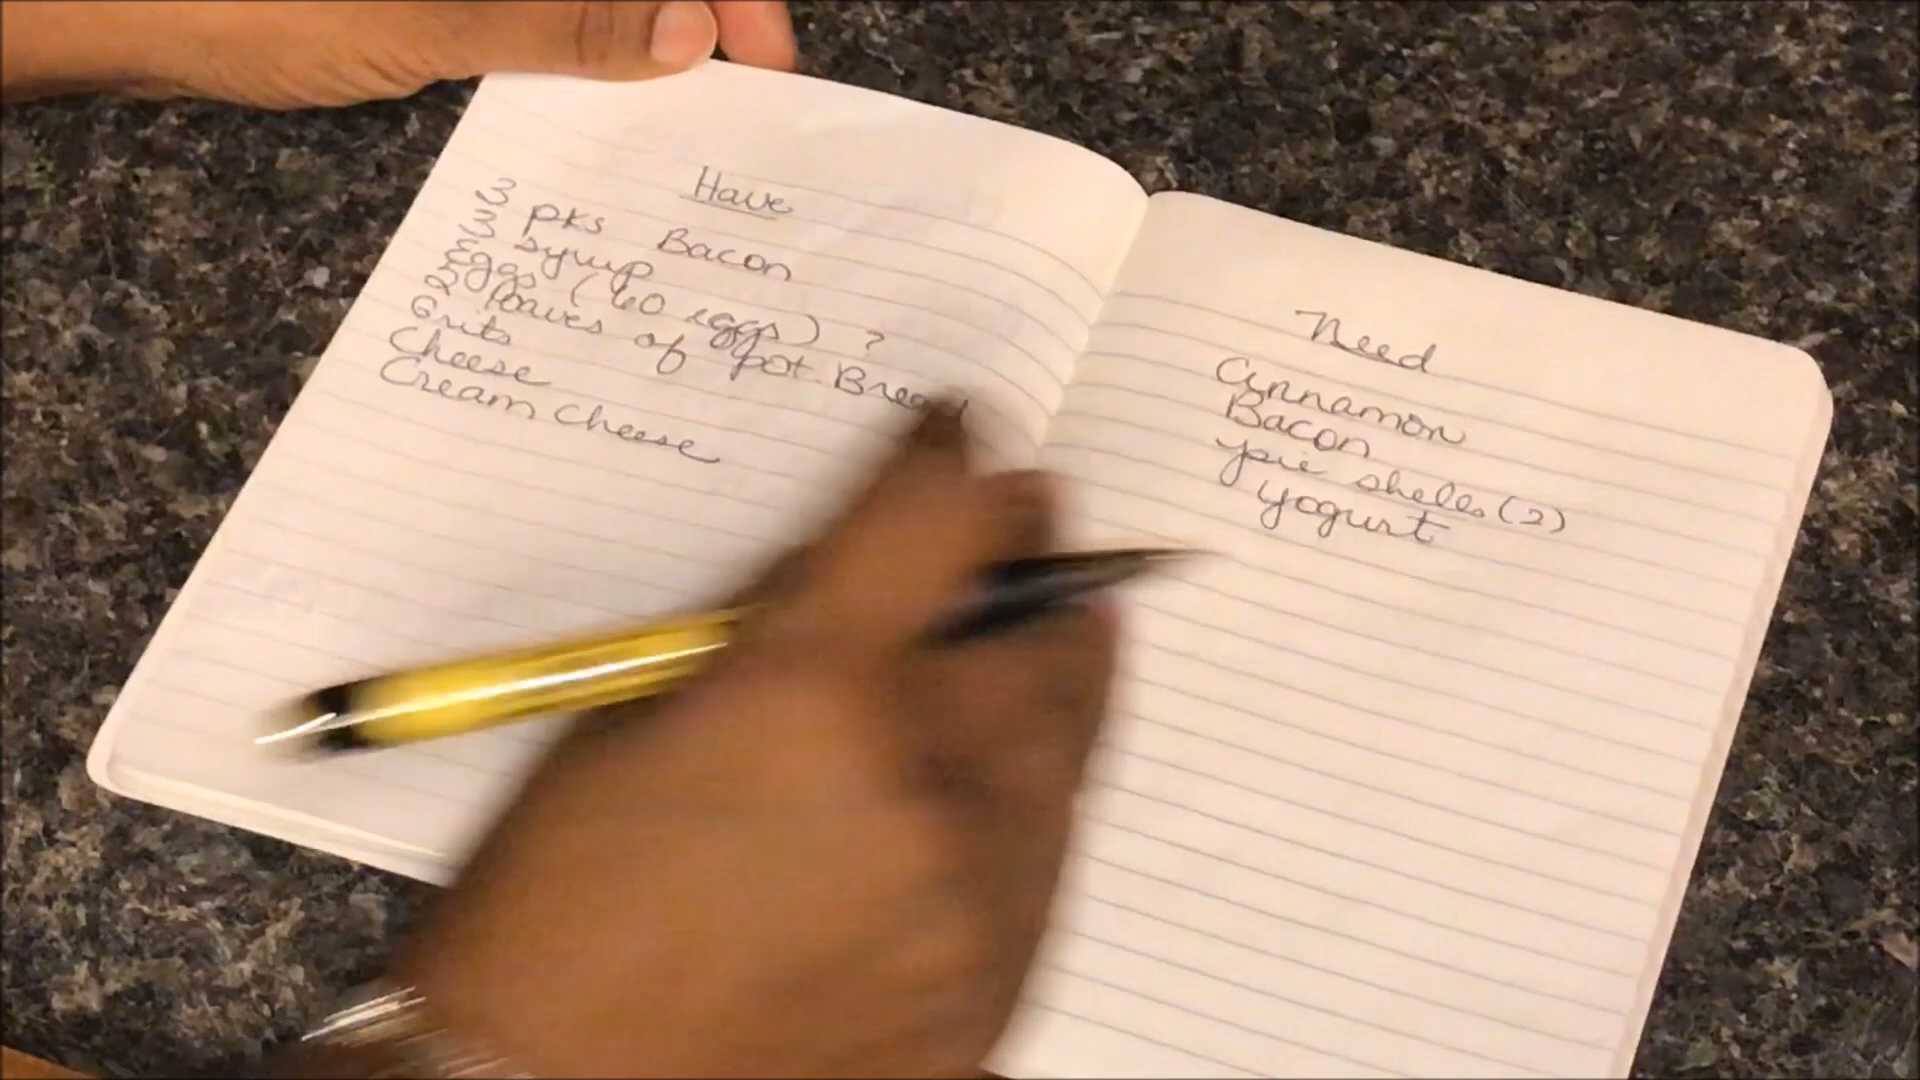 Have
3 pks Bacon
3 syrup
Eggs (60 eggs) ?
2 loaves of pot. Bread
Grits
Cheese
Cream Cheese
Need
Cinnamon
Bacon
pie shells (2)
yogurt